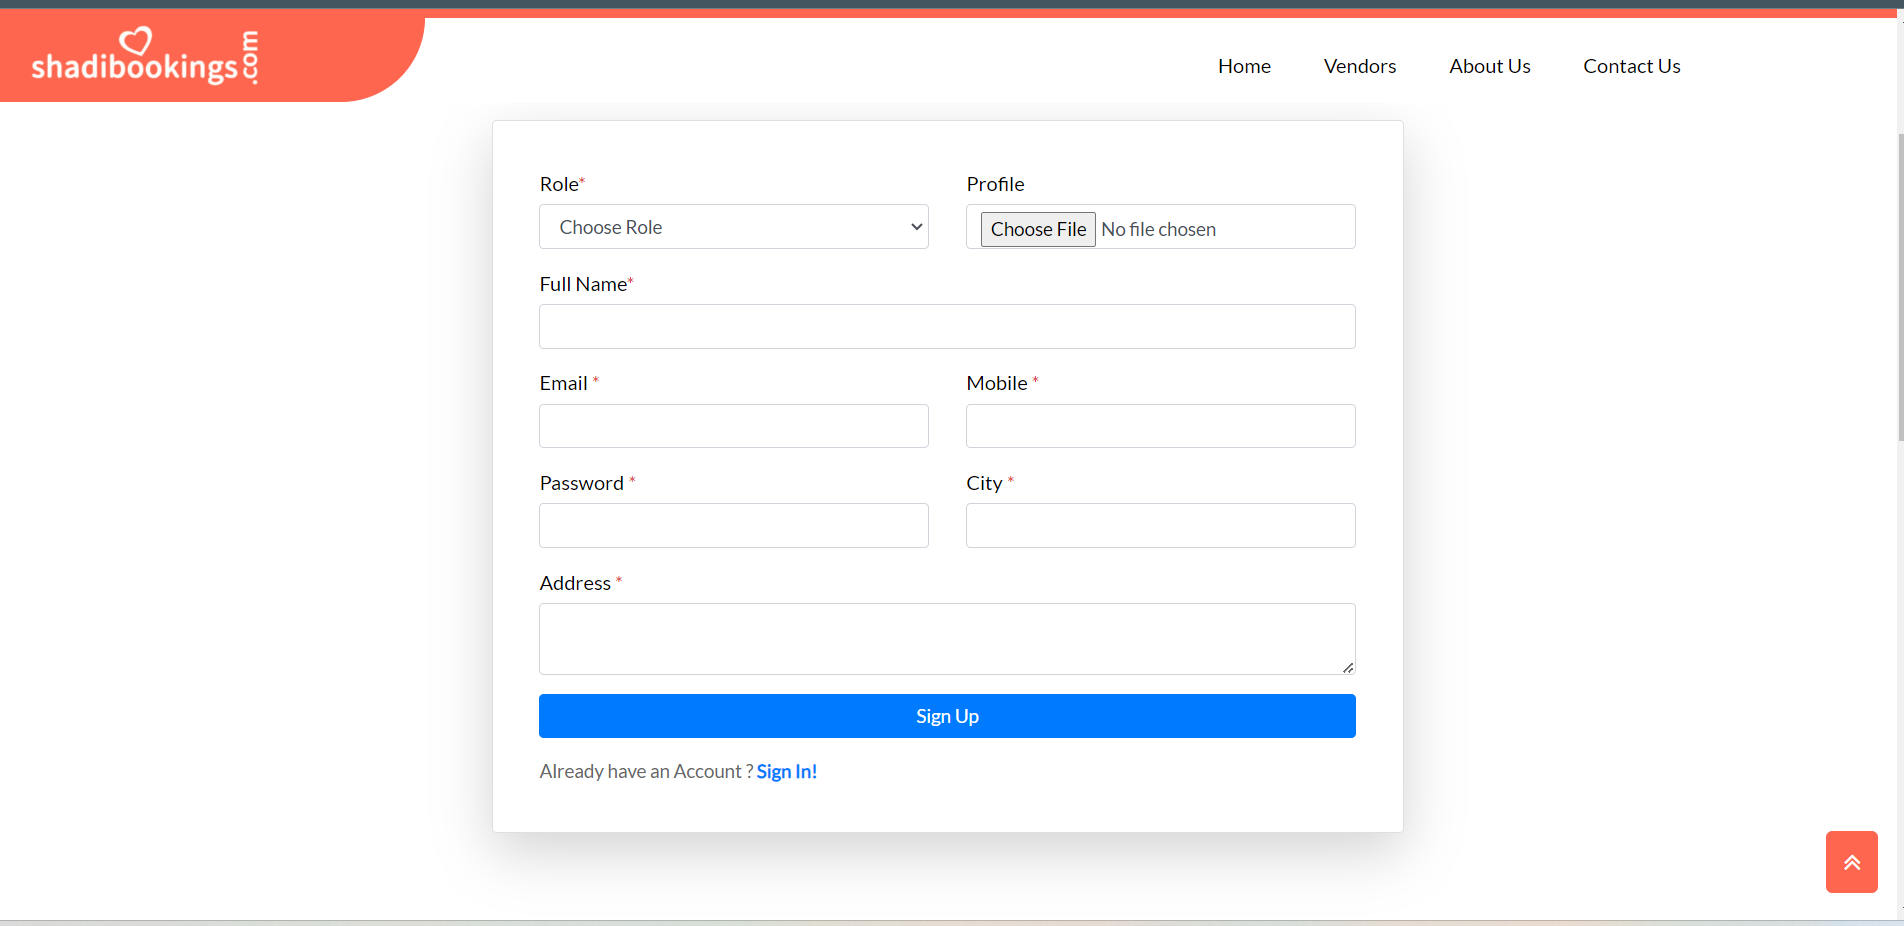 shadibookings.com
Home Vendors About Us Contact Us
Role* Profile
Choose Role Choose File No file chosen
Full Name*
Email * Mobile *
Password * City *
Address *
Sign Up
Already have an Account ? Sign In!